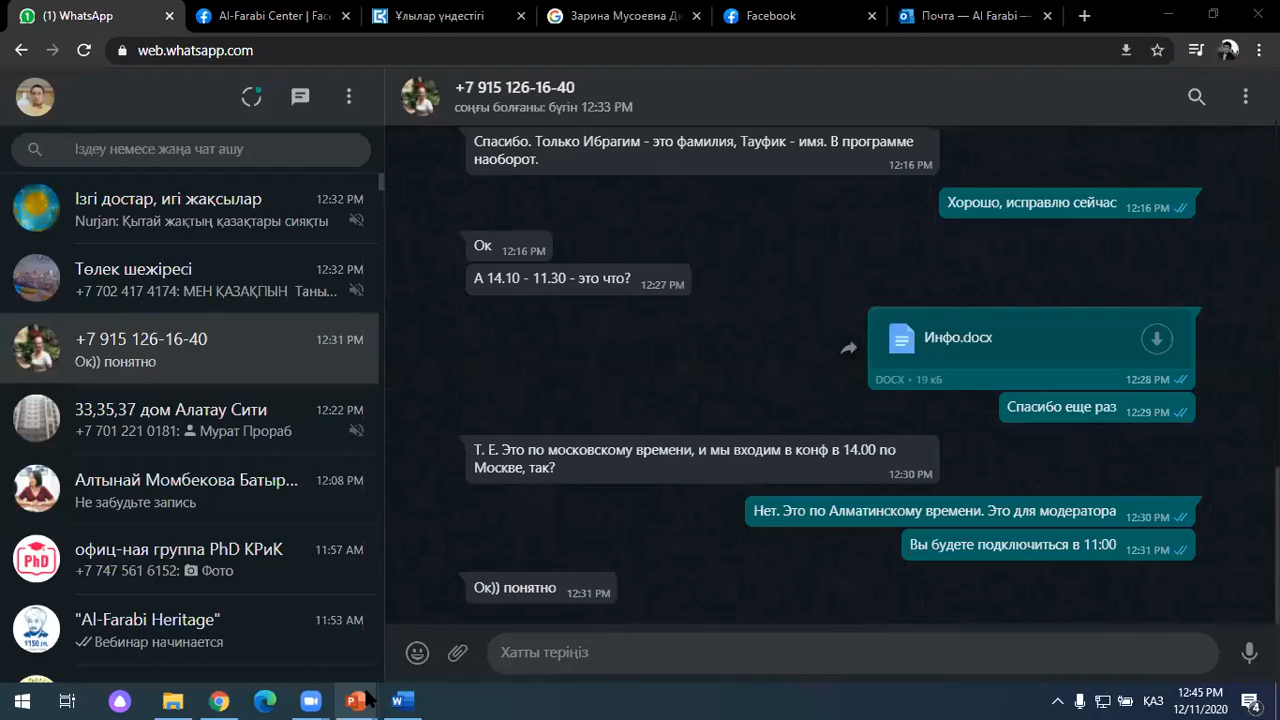 (1) WhatsApp
Al-Farabi Center | Fac
Ұлылар үндестігі
Зарина Мусоевна Ди
Facebook
Почта — Al Farabi —
web.whatsapp.com
+7 915 126-16-40
соңғы болғаны: бүгін 12:33 PM
Іздеу немесе жаңа чат ашу
Ізгі достар, игі жақсылар 12:32 PM
Nurjan: Қытай жақтың қазақтары сияқты
Төлек шежіресі 12:32 PM
+7 702 417 4174: МЕН ҚАЗАҚПЫН Таны...
+7 915 126-16-40 12:31 PM
Ок)) понятно
33,35,37 дом Алатау Сити 12:22 PM
+7 701 221 0181: Мурат Прораб
Алтынай Момбекова Батыр... 12:08 PM
Не забудьте запись
PhD
офиц-ная группа PhD КРиК 11:57 AM
+7 747 561 6152: Фото
1150
"Al-Farabi Heritage" 11:53 AM
Вебинар начинается
Спасибо. Только Ибрагим - это фамилия, Тауфик - имя. В программе
наоборот.
12:16 PM
Хорошо, исправлю сейчас 12:16 PM
Ок 12:16 PM
А 14.10 - 11.30 - это что? 12:27 PM
Инфо.docx
DOCX • 19 кБ 12:28 PM
Спасибо еще раз 12:29 PM
Т. Е. Это по московскому времени, и мы входим в конф в 14.00 по
Москве, так?
12:30 PM
Нет. Это по Алматинскому времени. Это для модератора 12:30 PM
Вы будете подключиться в 11:00 12:31 PM
Ок)) понятно 12:31 PM
Хатты теріңіз
ҚАЗ
12:45 PM
12/11/2020
4